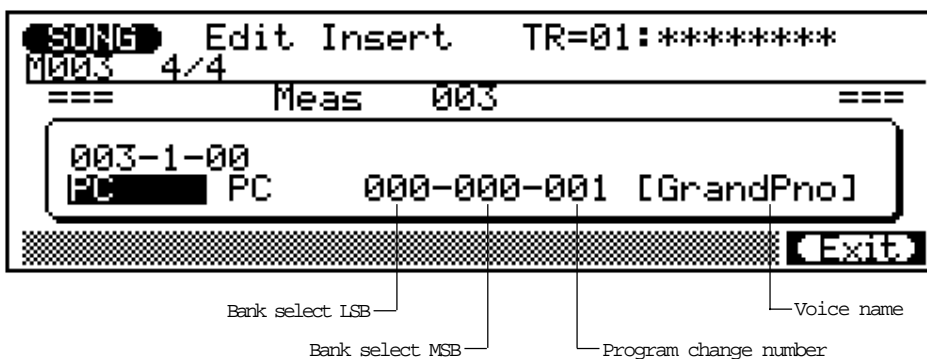 SONG Edit Insert TR=01:********
M003 4/4
=== Meas 003 ===
003-1-00
PC PC 000-000-001 [GrandPno]
Exit
Bank select LSB Voice name
Bank select MSB Program change number